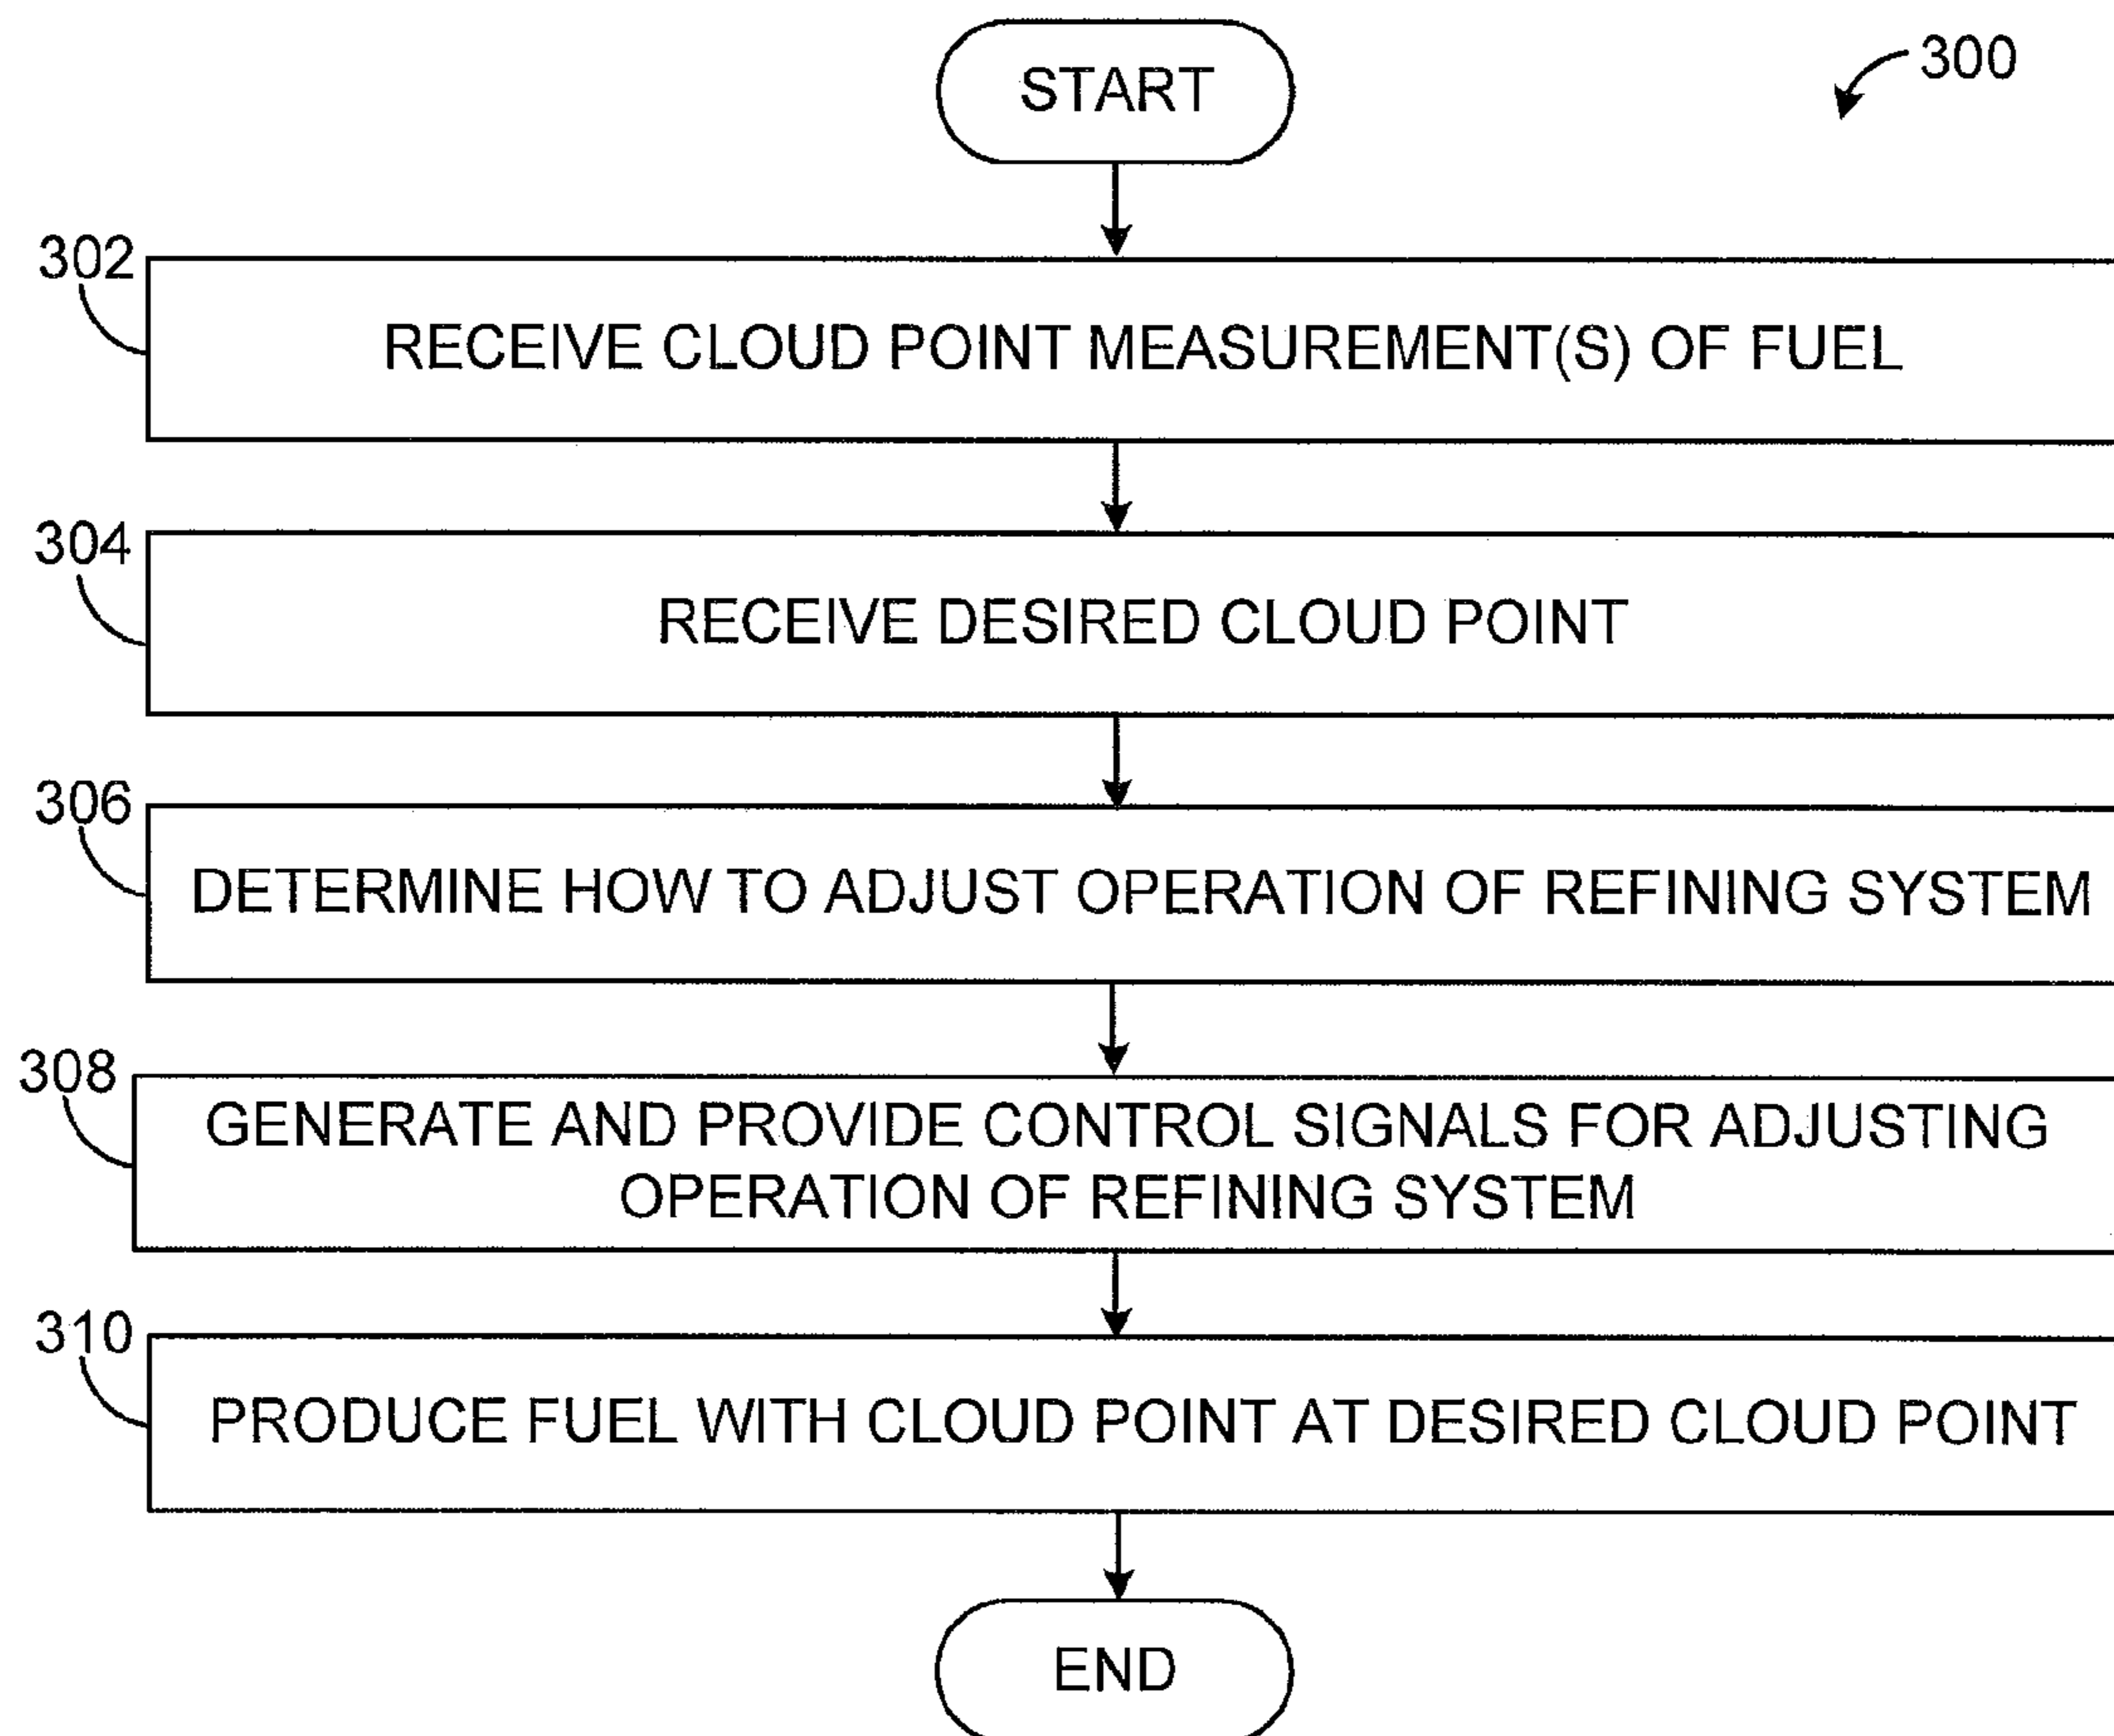 START
300
302
RECEIVE CLOUD POINT MEASUREMENT(S) OF FUEL
304
RECEIVE DESIRED CLOUD POINT
306
DETERMINE HOW TO ADJUST OPERATION OF REFINING SYSTEM
308
GENERATE AND PROVIDE CONTROL SIGNALS FOR ADJUSTING
OPERATION OF REFINING SYSTEM
310
PRODUCE FUEL WITH CLOUD POINT AT DESIRED CLOUD POINT
END